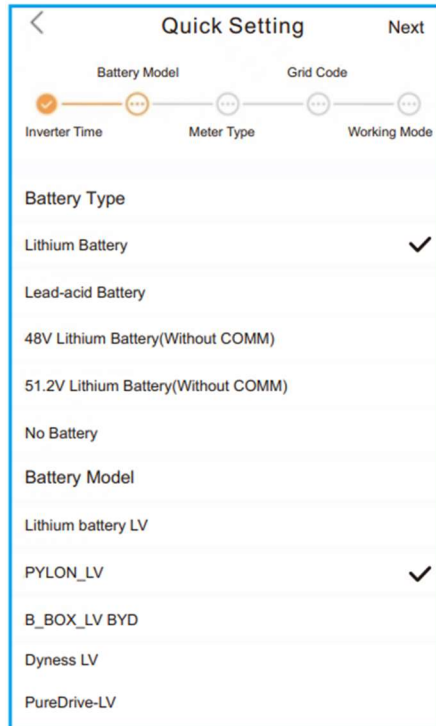 Quick Setting Next
Battery Model Grid Code
Inverter Time Meter Type Working Mode
Battery Type
Lithium Battery
Lead-acid Battery
48V Lithium Battery(Without COMM)
51.2V Lithium Battery(Without COMM)
No Battery
Battery Model
Lithium battery LV
PYLON_LV
B_BOX_LV BYD
Dyness LV
PureDrive-LV